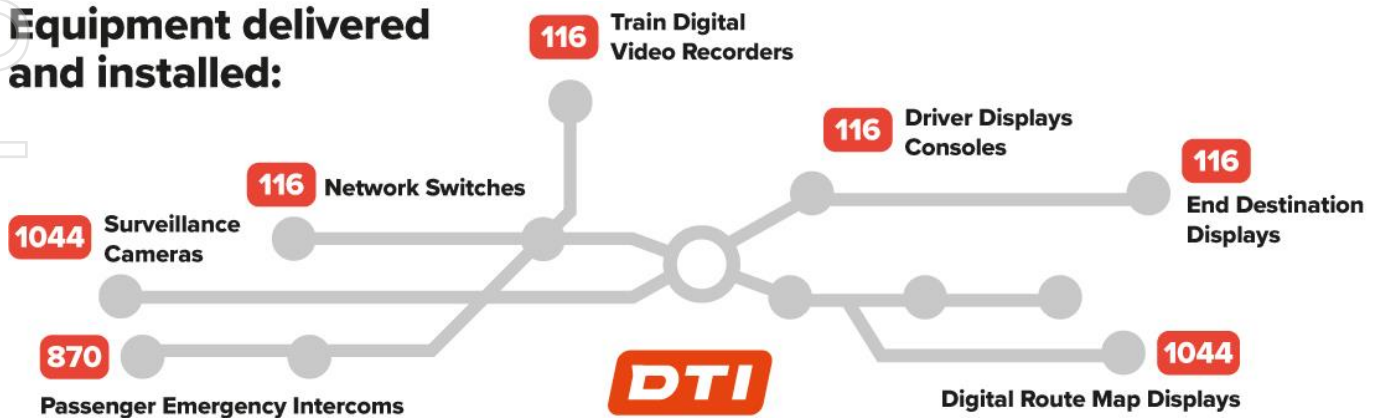 Equipment delivered
and installed:
116
Train Digital
Video Recorders
116
Driver Displays
Consoles
116
End Destination
Displays
116 Network Switches
1044
Surveillance
Cameras
870
Passenger Emergency Intercoms
DTI
1044
Digital Route Map Displays